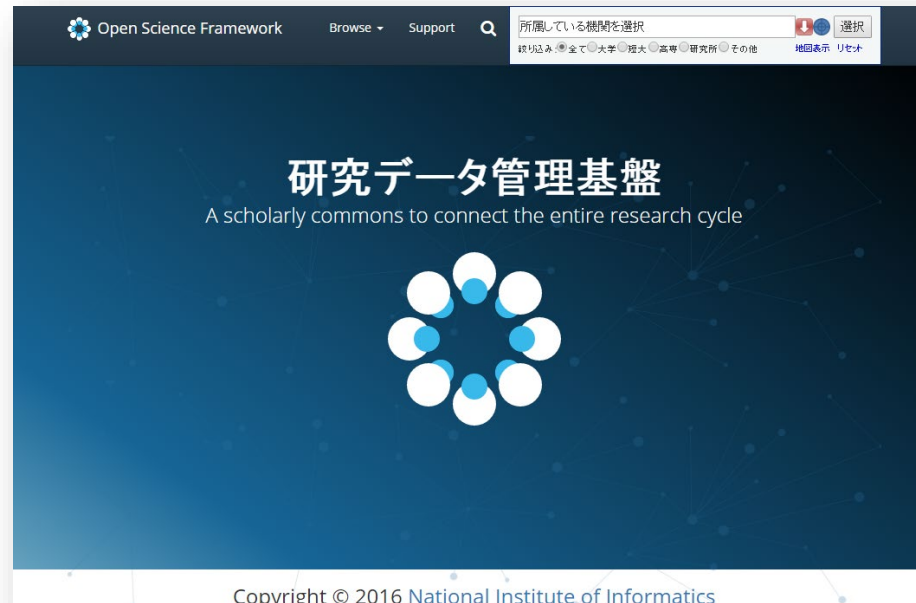 Open Science Framework Browse Support 所属している機関を選択 選択
絞り込み: 全て 大学 短大 高専 研究所 その他 地図表示 リセット
研究データ管理基盤
A scholarly commons to connect the entire research cycle
Copyright © 2016 National Institute of Informatics